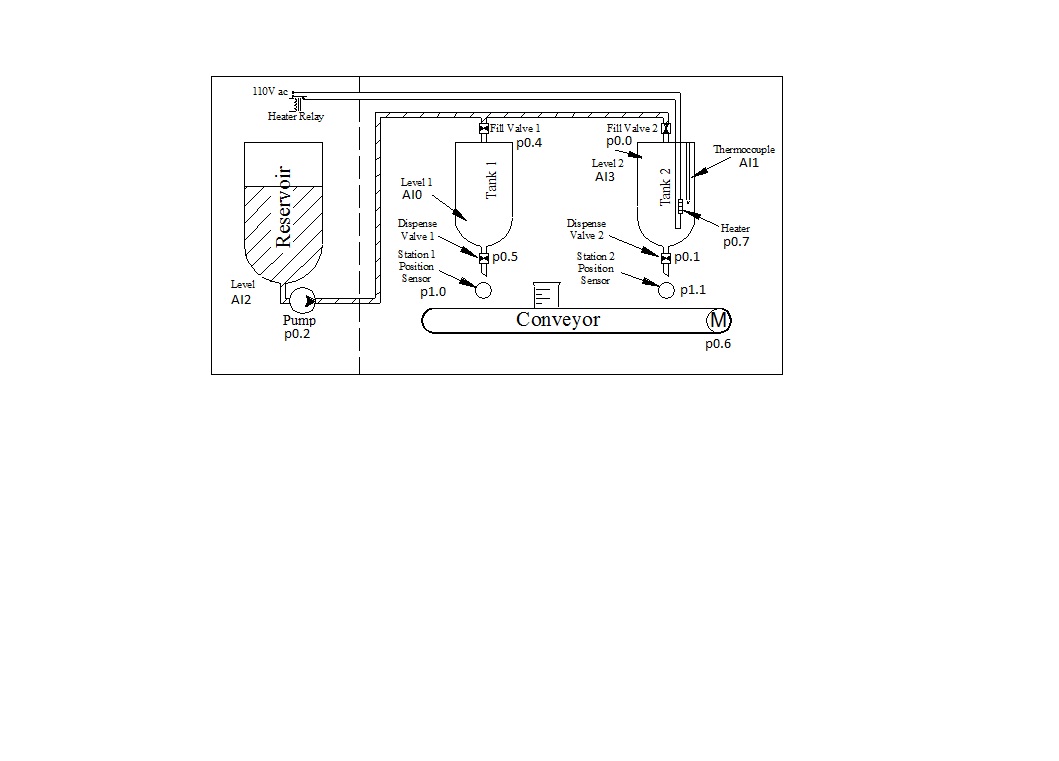 110V ac
Heater Relay
Fill Valve 1
p0.4
Fill Valve 2
p0.0
Thermocouple
AI1
Level 2
AI3
Tank 1
Tank 2
Level 1
AI0
Reservoir
Dispense
Valve 1
p0.5
Dispense
Valve 2
p0.1
Heater
p0.7
Station 1
Position
Sensor
p1.0
Station 2
Position
Sensor
p1.1
Level
AI2
Pump
p0.2
Conveyor
M
p0.6